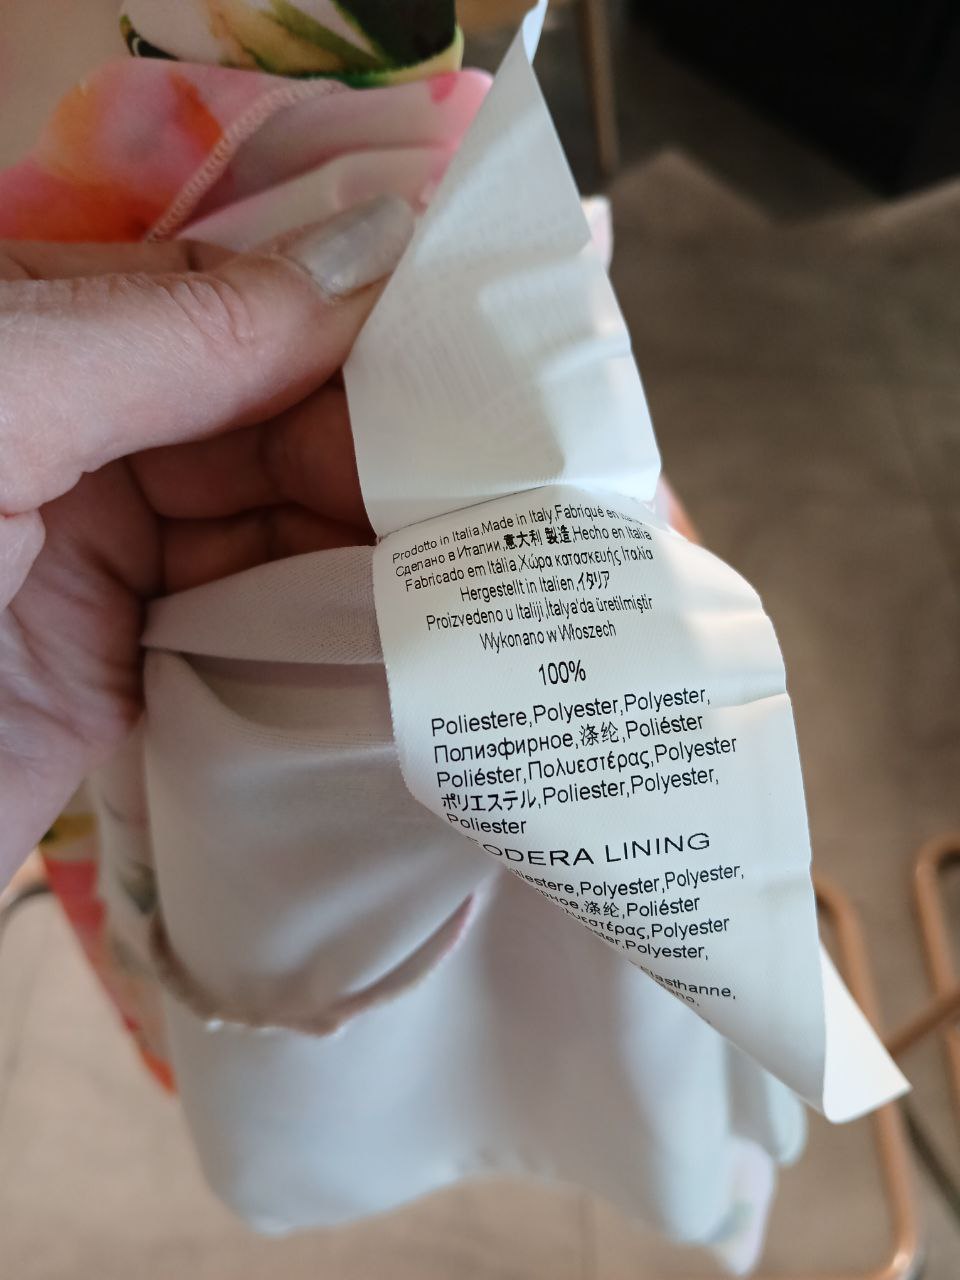 Prodotto in Italia,Made in Italy,Fabriqué en
Сделано в Италии,意大利 製造,Hecho en Italia
Fabricado em Itália,Χώρα κατασκευής Ιταλία
Hergestellt in Italien,イタリア
Proizvedeno u Italiji,İtalya'da üretilmiştir
Wykonano w Włoszech
100%
Poliestere,Polyester,Polyester,
Полиэфирное,涤纶,Poliéster
Poliéster,Πολυεστέρας,Polyester
ポリエステル,Poliester,Polyester,
Poliester
LINING
Polyester,Polyester,
涤纶,Poliéster
Polyester
Polyester,
Elasthanne,